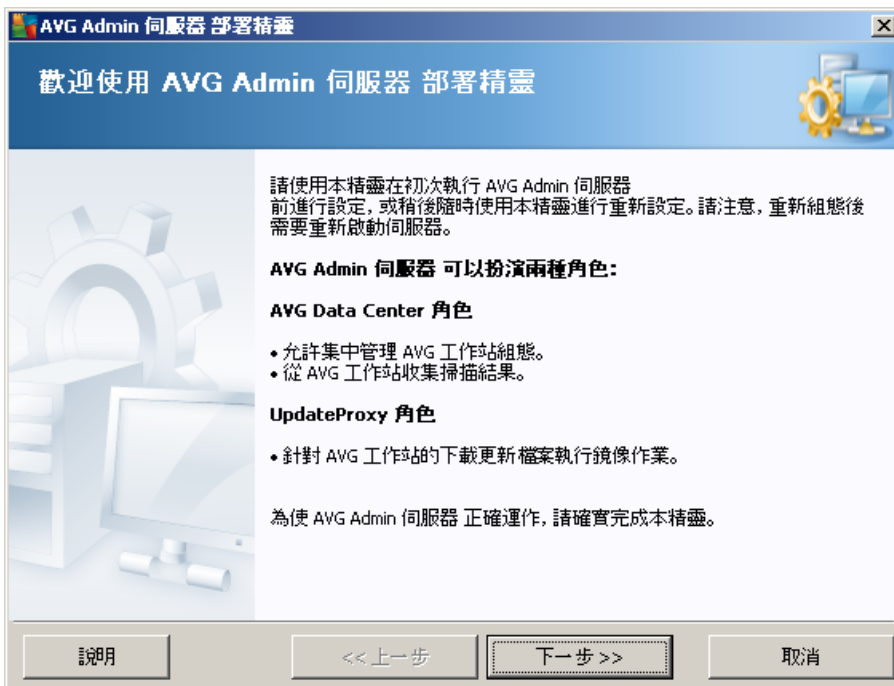 AVG Admin 伺服器 部署精靈
歡迎使用 AVG Admin 伺服器 部署精靈
請使用本精靈在初次執行 AVG Admin 伺服器
前進行設定, 或稍後隨時使用本精靈進行重新設定。請注意, 重新組態後
需要重新啟動伺服器。
AVG Admin 伺服器 可以扮演兩種角色:
AVG Data Center 角色
• 允許集中管理 AVG 工作站組態。
• 從 AVG 工作站收集掃描結果。
UpdateProxy 角色
• 針對 AVG 工作站的下載更新檔案執行鏡像作業。
為使 AVG Admin 伺服器 正確運作, 請確實完成本精靈。
說明
<< 上一步
下一步 >>
取消